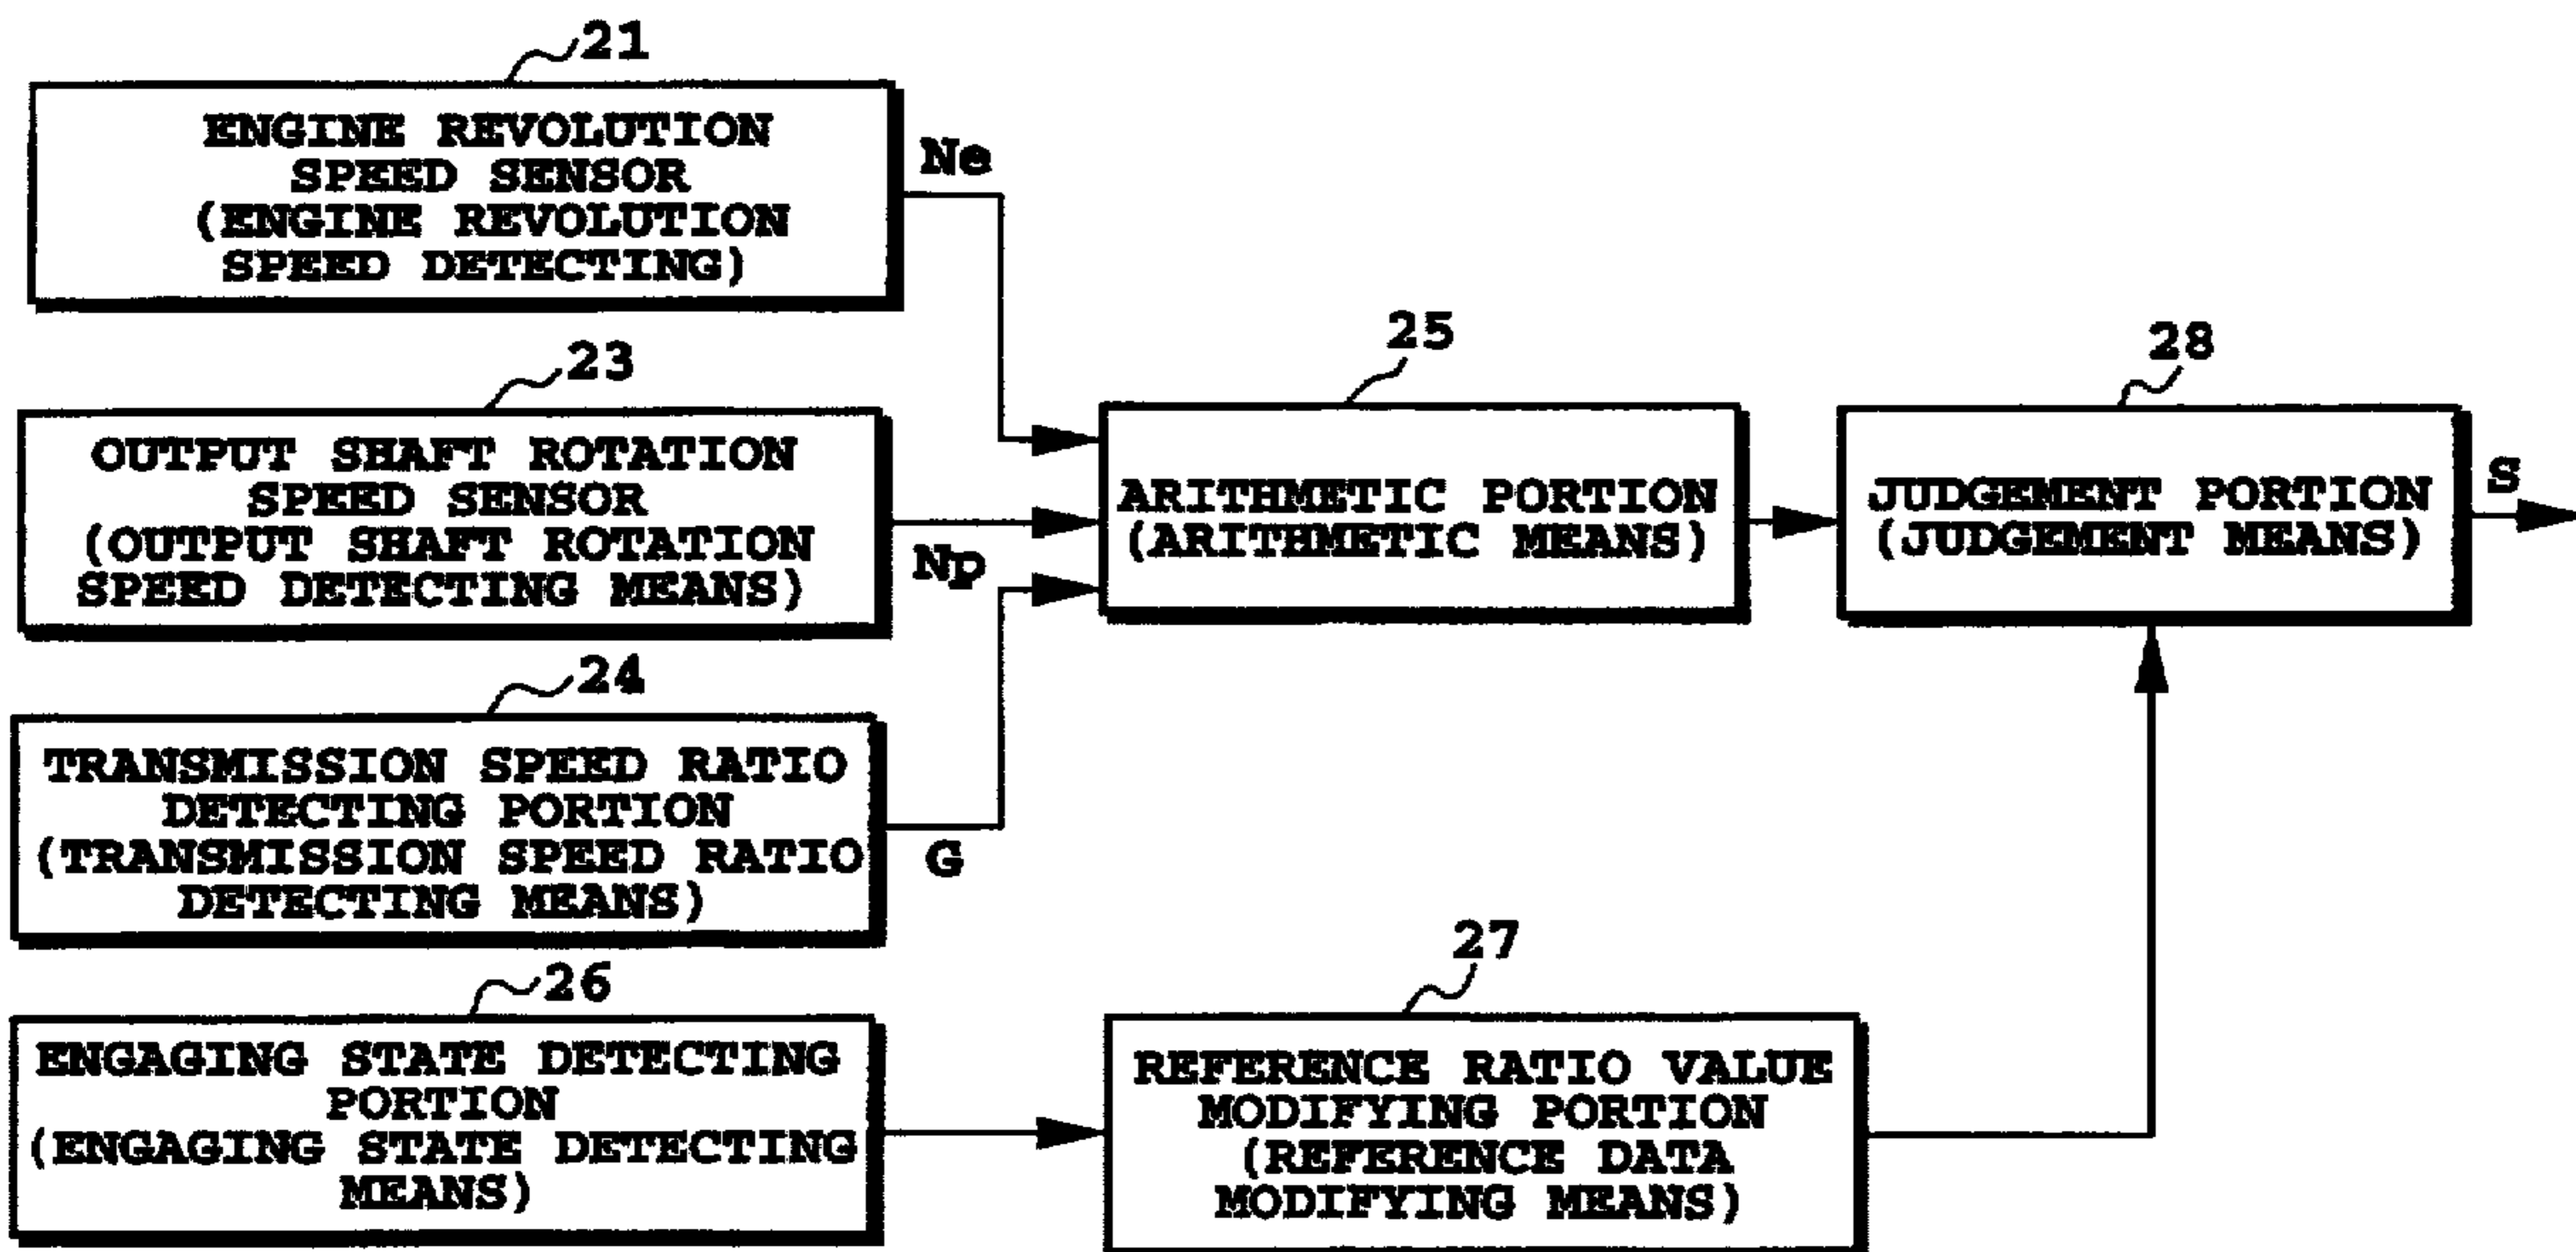 21
ENGINE REVOLUTION
SPEED SENSOR
(ENGINE REVOLUTION
SPEED DETECTING)
Ne
23
OUTPUT SHAFT ROTATION
SPEED SENSOR
(OUTPUT SHAFT ROTATION
SPEED DETECTING MEANS)
Np
24
TRANSMISSION SPEED RATIO
DETECTING PORTION
(TRANSMISSION SPEED RATIO
DETECTING MEANS)
G
25
ARITHMETIC PORTION
(ARITHMETIC MEANS)
28
JUDGEMENT PORTION
(JUDGEMENT MEANS)
S
26
ENGAGING STATE DETECTING
PORTION
(ENGAGING STATE DETECTING
MEANS)
27
REFERENCE RATIO VALUE
MODIFYING PORTION
(REFERENCE DATA
MODIFYING MEANS)